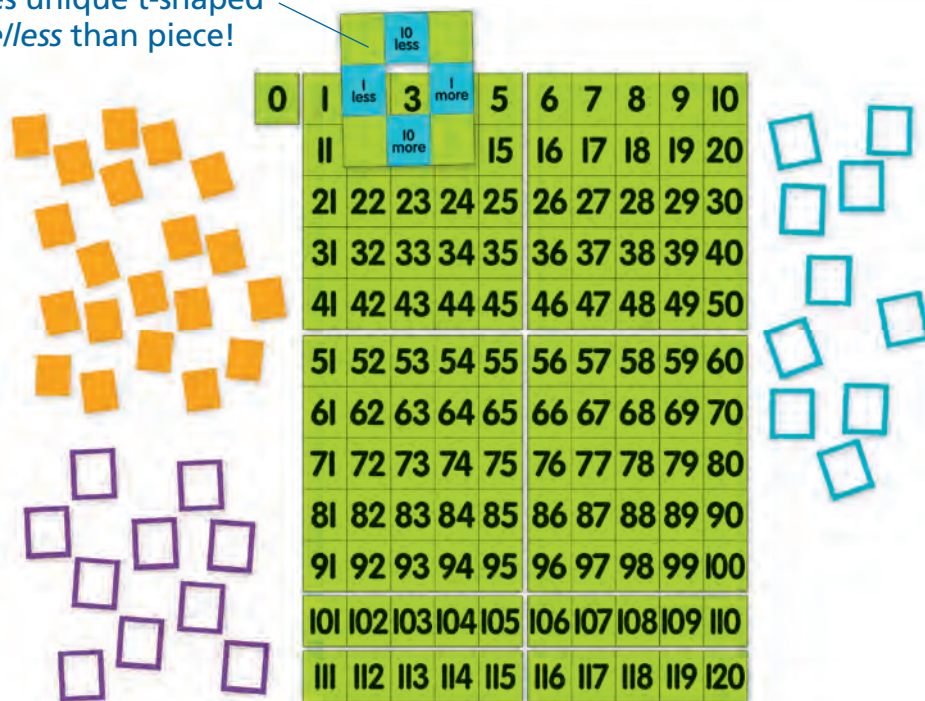 es unique t-shaped
e/less than piece!
10
less
1
less
1
more
10
more
0 1 3 5 6 7 8 9 10
11 15 16 17 18 19 20
21 22 23 24 25 26 27 28 29 30
31 32 33 34 35 36 37 38 39 40
41 42 43 44 45 46 47 48 49 50
51 52 53 54 55 56 57 58 59 60
61 62 63 64 65 66 67 68 69 70
71 72 73 74 75 76 77 78 79 80
81 82 83 84 85 86 87 88 89 90
91 92 93 94 95 96 97 98 99 100
101 102 103 104 105 106 107 108 109 110
111 112 113 114 115 116 117 118 119 120